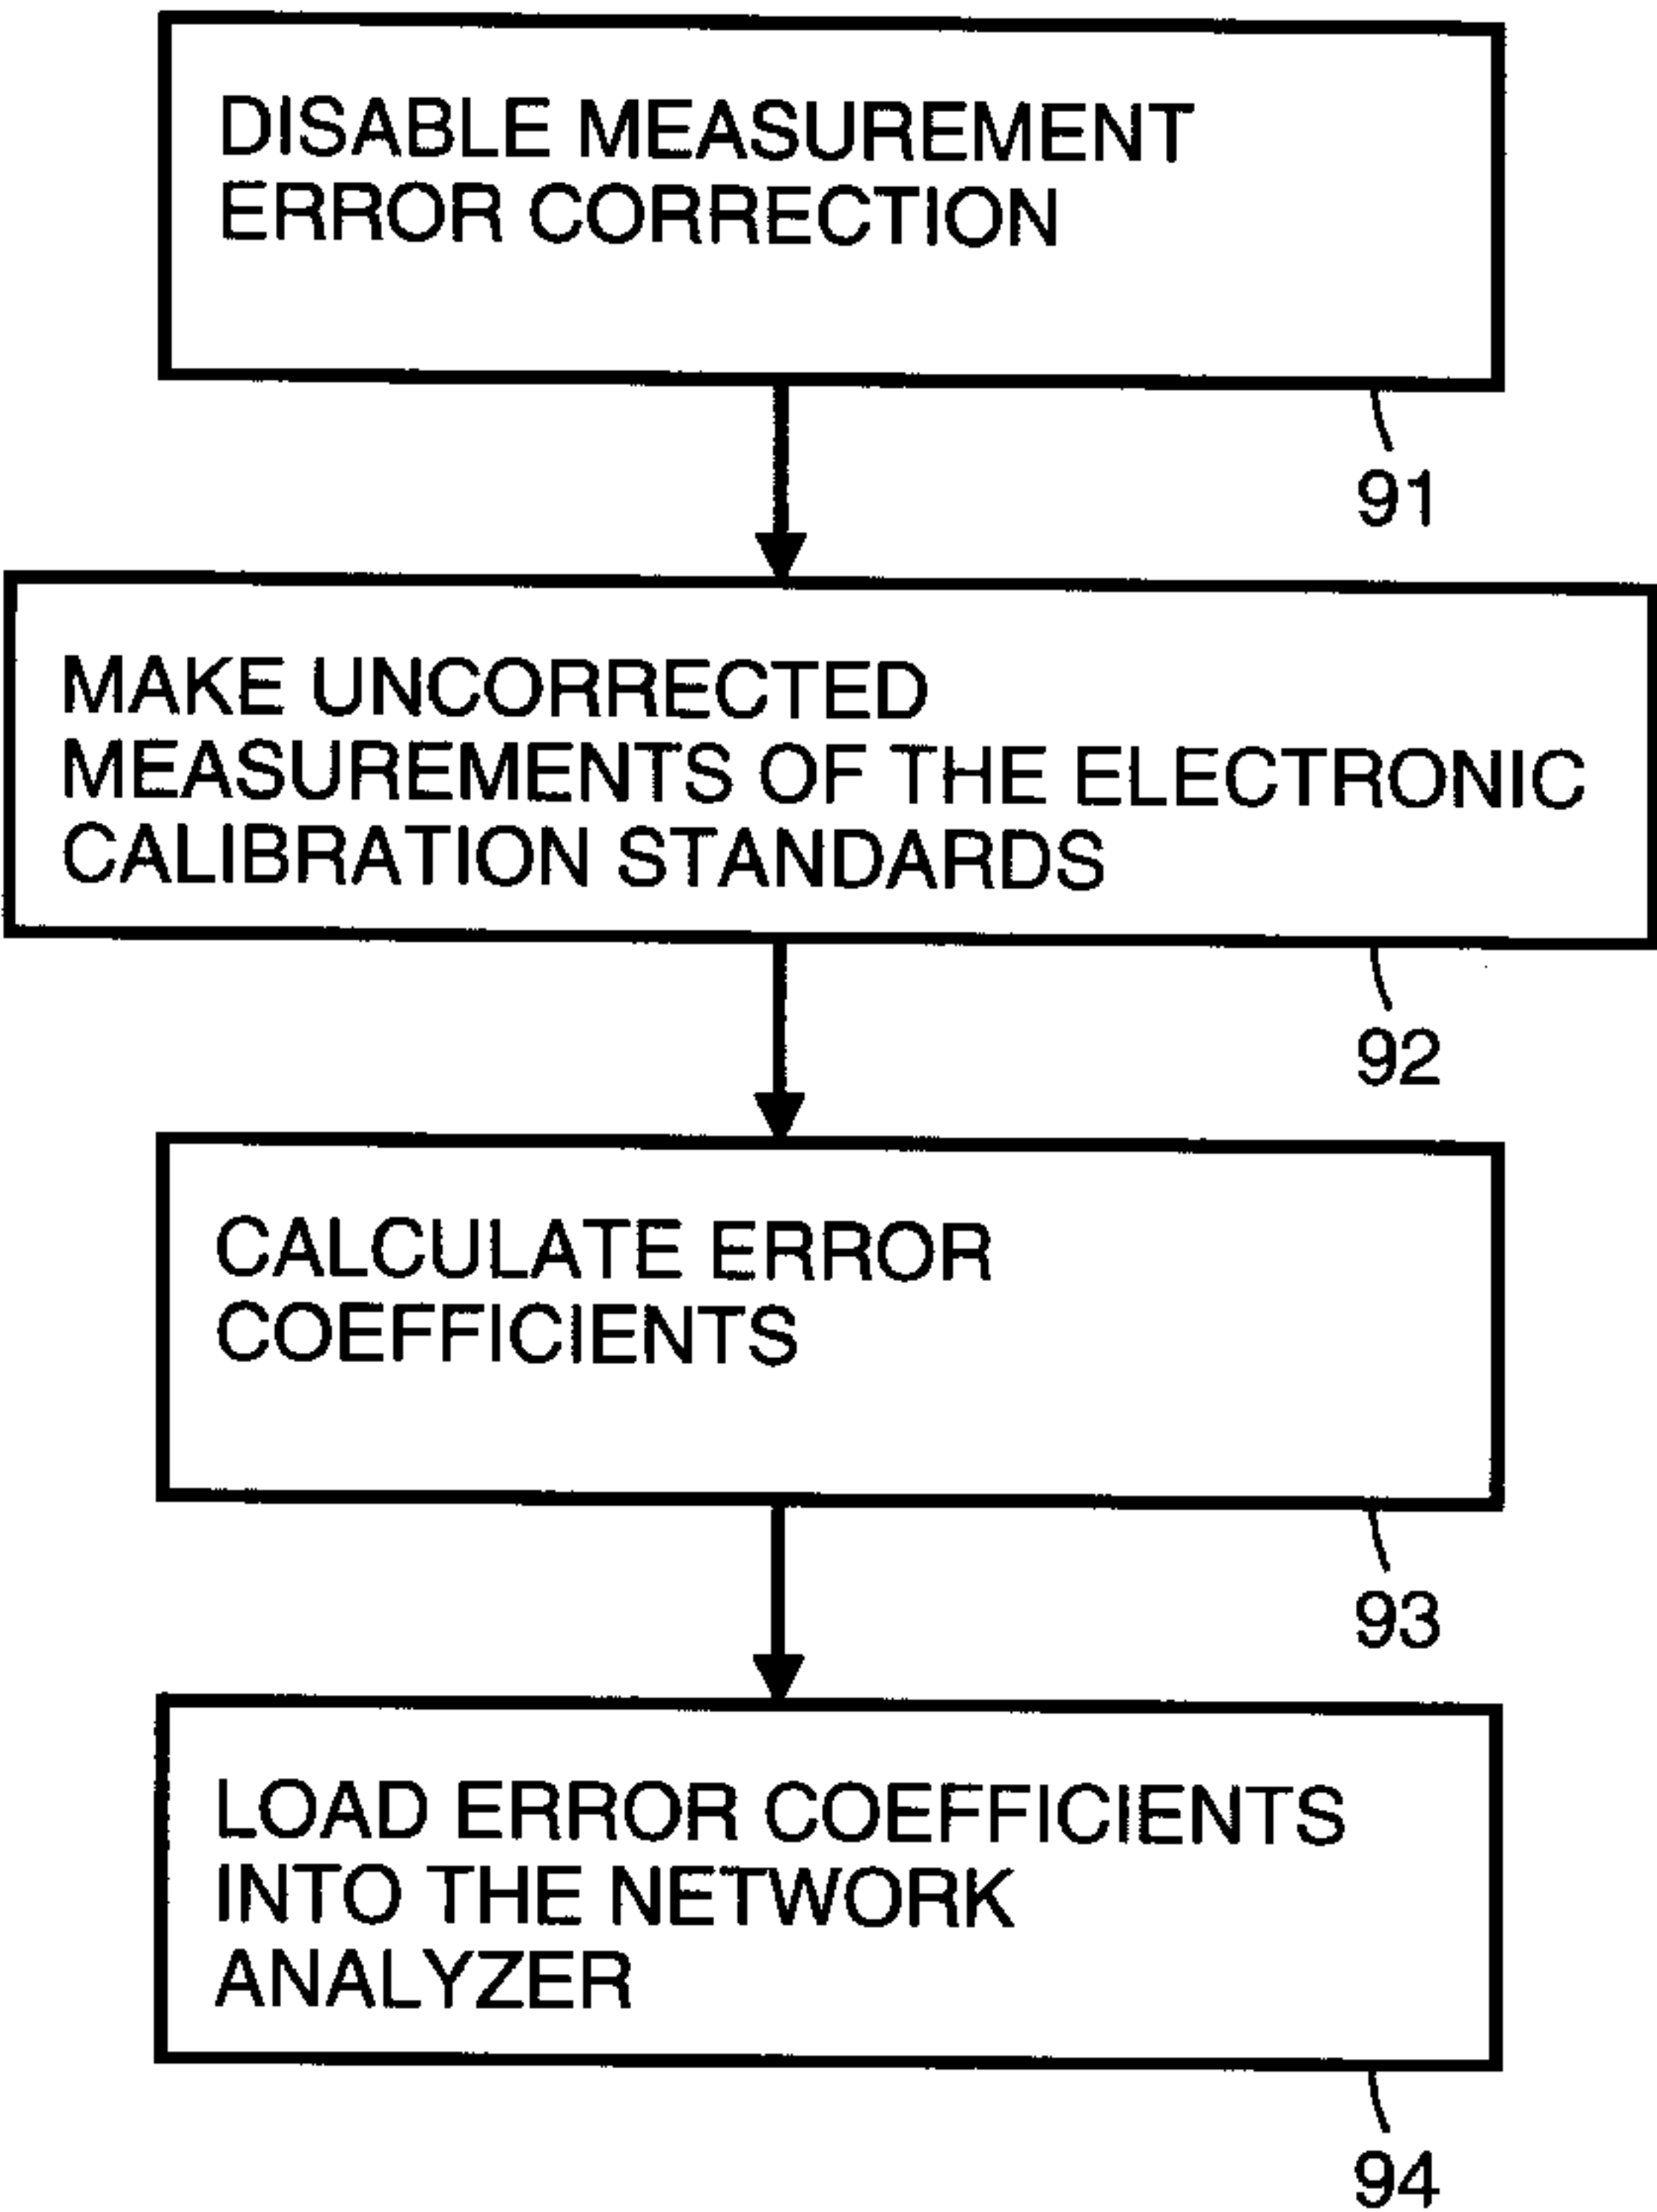 DISABLE MEASUREMENT
ERROR CORRECTION
91
MAKE UNCORRECTED
MEASUREMENTS OF THE ELECTRONIC
CALIBRATION STANDARDS
92
CALCULATE ERROR
COEFFICIENTS
93
LOAD ERROR COEFFICIENTS
INTO THE NETWORK
ANALYZER
94